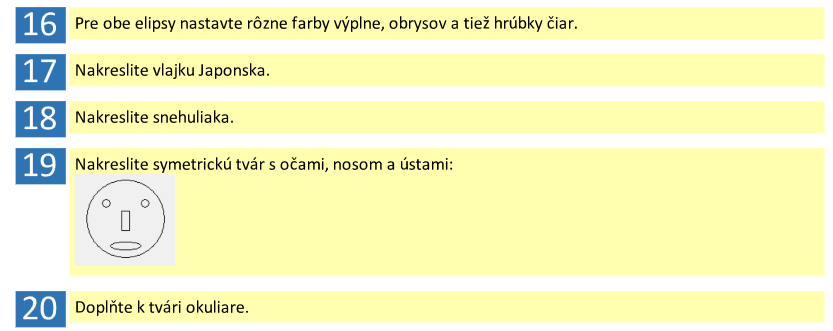 16 Pre obe elipsy nastavte rôzne farby výplne, obrysov a tiež hrúbky čiar.
17 Nakreslite vlajku Japonska.
18 Nakreslite snehuliaka.
19 Nakreslite symetrickú tvár s očami, nosom a ústami:
20 Doplňte k tvári okuliare.